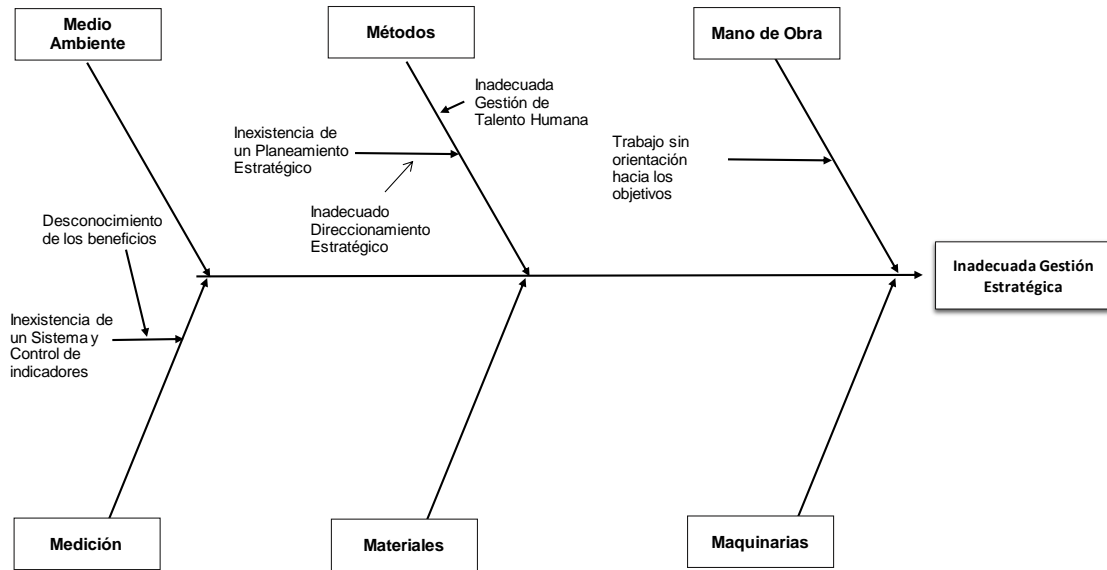 Medio
Ambiente
Métodos
Mano de Obra
Inadecuada
Gestión de
Talento Humana
Inexistencia de
un Planeamiento
Estratégico
Trabajo sin
orientación
hacia los
objetivos
Inadecuado
Direccionamiento
Estratégico
Desconocimiento
de los beneficios
Inadecuada Gestión
Estratégica
Inexistencia de
un Sistema y
Control de
indicadores
Medición
Materiales
Maquinarias